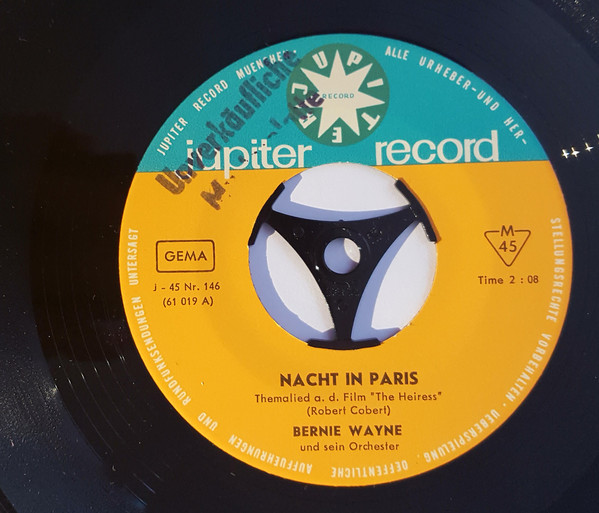 JUPITER RECORD MUENCHEN
ALLE URHEBER-UND HER-
STELLUNGSRECHTE VORBEHALTEN · UEBERSPIELUNG,
OEFFENTLICHE AUFFUEHRUNGEN UND RUNDFUNKSENDUNGEN UNTERSAGT
JUPITER
RECORD
Unverkäufliche
jupiter record
GEMA
M
45
J - 45 Nr. 146
(61 019 A)
Time 2 : 08
NACHT IN PARIS
Themalied a. d. Film "The Heiress"
(Robert Cobert)
BERNIE WAYNE
und sein Orchester